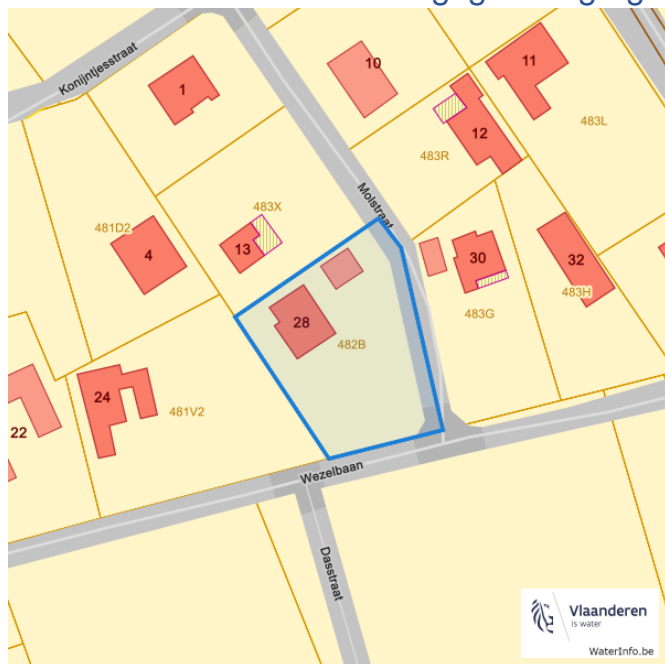 Konijntjesstraat
1
10
11
12
483R
483L
Molstraat
483X
481D2
4
13
30
32
483H
483G
28
482B
24
481V2
22
Wezelbaan
Dasstraat
Vlaanderen
is water
WaterInfo.be